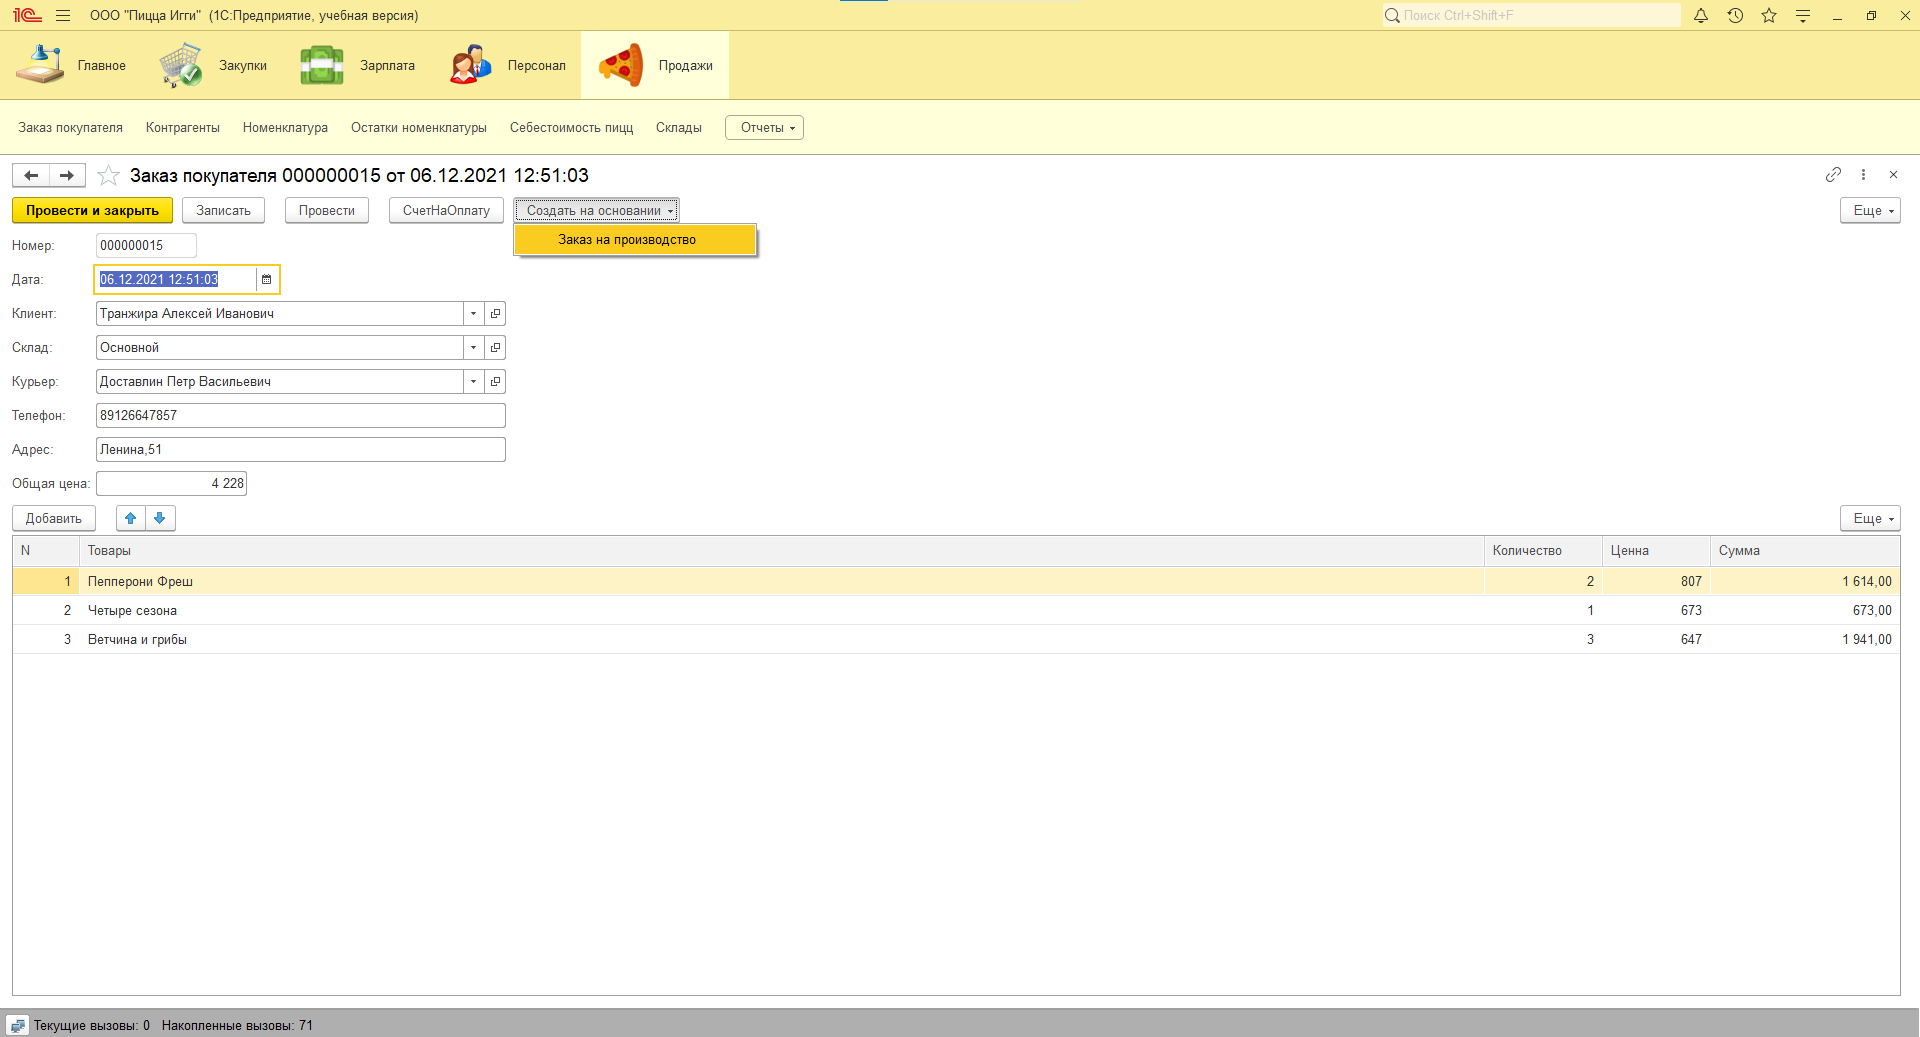 1С ООО "Пицца Игги" (1С:Предприятие, учебная версия) Поиск Ctrl+Shift+F
Главное Закупки Зарплата Персонал Продажи
Заказ покупателя Контрагенты Номенклатура Остатки номенклатуры Себестоимость пицц Склады Отчеты
Заказ покупателя 000000015 от 06.12.2021 12:51:03
Провести и закрыть Записать Провести СчетНаОплату Создать на основании Еще
Заказ на производство
Номер: 000000015
Дата: 06.12.2021 12:51:03
Клиент: Транжира Алексей Иванович
Склад: Основной
Курьер: Доставлин Петр Васильевич
Телефон: 89126647857
Адрес: Ленина,51
Общая цена: 4 228
Добавить Еще
N Товары Количество Ценна Сумма
1 Пепперони Фреш 2 807 1 614,00
2 Четыре сезона 1 673 673,00
3 Ветчина и грибы 3 647 1 941,00
Текущие вызовы: 0 Накопленные вызовы: 71